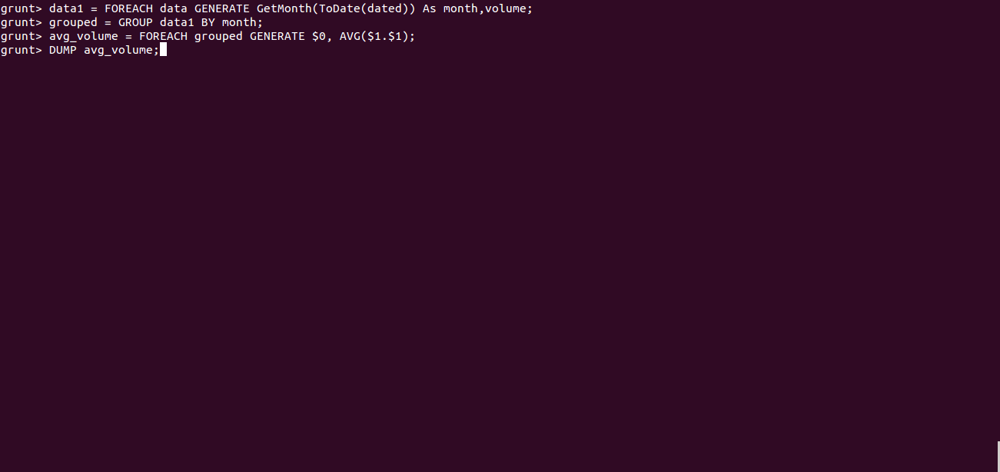 grunt> data1 = FOREACH data GENERATE GetMonth(ToDate(dated)) As month,volume;
grunt> grouped = GROUP data1 BY month;
grunt> avg_volume = FOREACH grouped GENERATE $0, AVG($1.$1);
grunt> DUMP avg_volume;